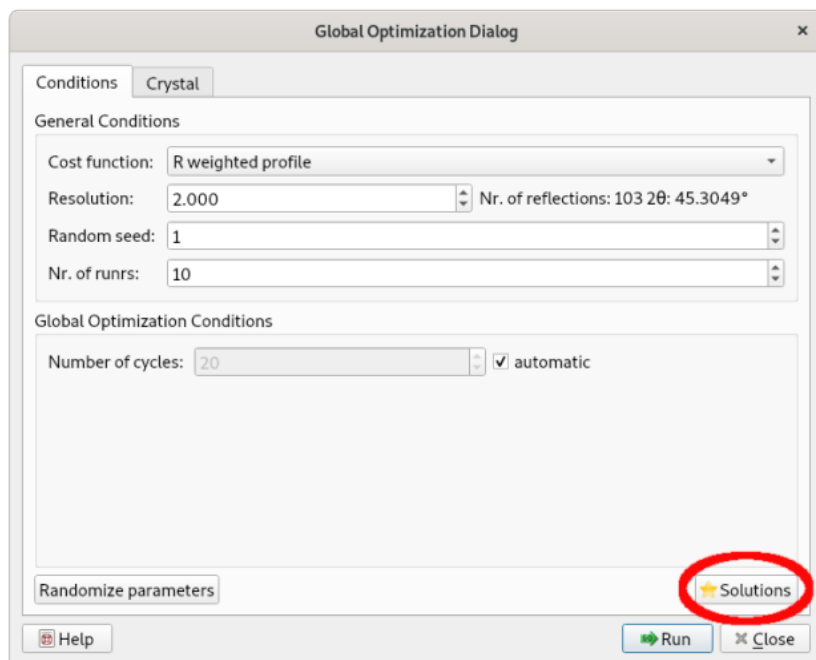 Global Optimization Dialog ×
Conditions Crystal
General Conditions
Cost function: R weighted profile
Resolution: 2.000 Nr. of reflections: 103 2θ: 45.3049°
Random seed: 1
Nr. of runrs: 10
Global Optimization Conditions
Number of cycles: 20 automatic
Randomize parameters Solutions
Help Run Close